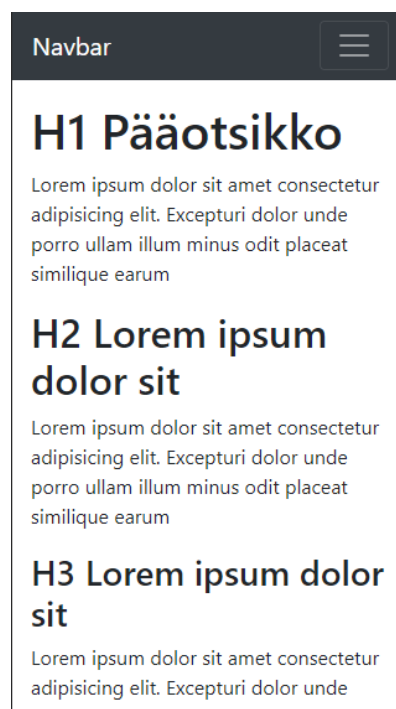 Navbar
H1 Pääotsikko
Lorem ipsum dolor sit amet consectetur
adipisicing elit. Excepturi dolor unde
porro ullam illum minus odit placeat
similique earum
H2 Lorem ipsum
dolor sit
Lorem ipsum dolor sit amet consectetur
adipisicing elit. Excepturi dolor unde
porro ullam illum minus odit placeat
similique earum
H3 Lorem ipsum dolor
sit
Lorem ipsum dolor sit amet consectetur
adipisicing elit. Excepturi dolor unde